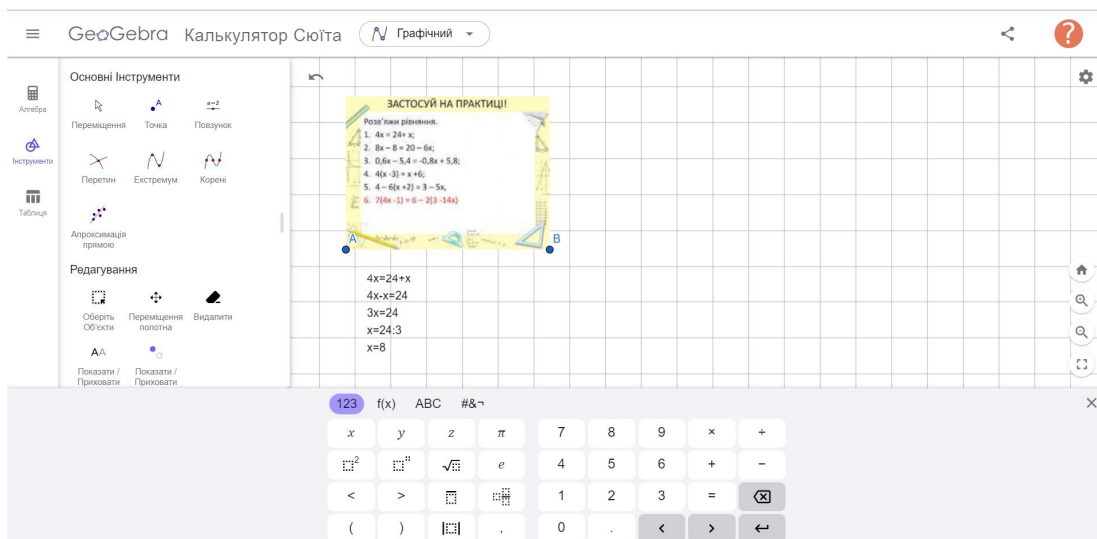 GeoGebra Калькулятор Сюїта
Графічний
?
Алгебра
Інструменти
Таблиця
Основні Інструменти
A
a=2
Переміщення Точка Повзунок
Перетин Екстремум Корені
Апроксимація
прямою
Редагування
Оберіть
Об'єкти
Переміщення
полотна
Видалити
AA
Показати /
Приховати
Показати /
Приховати
ЗАСТОСУЙ НА ПРАКТИЦІ!
Розв'яжи рівняння.
1. 4x = 24+ x;
2. 8x – 8 = 20 – 6x;
3. 0,6x – 5,4 = -0,8x + 5,8;
4. 4(x -3) = x +6;
5. 4 – 6(x +2) = 3 – 5x,
6. 7(4x -1) = 6 – 2(3 -14x)
A B
4x=24+x
4x-x=24
3x=24
x=24:3
x=8
123 f(x) ABC #&¬
x y z π 7 8 9 × ÷
2 √ e 4 5 6 + −
< > 1 2 3 =
( ) | | , 0 . < >